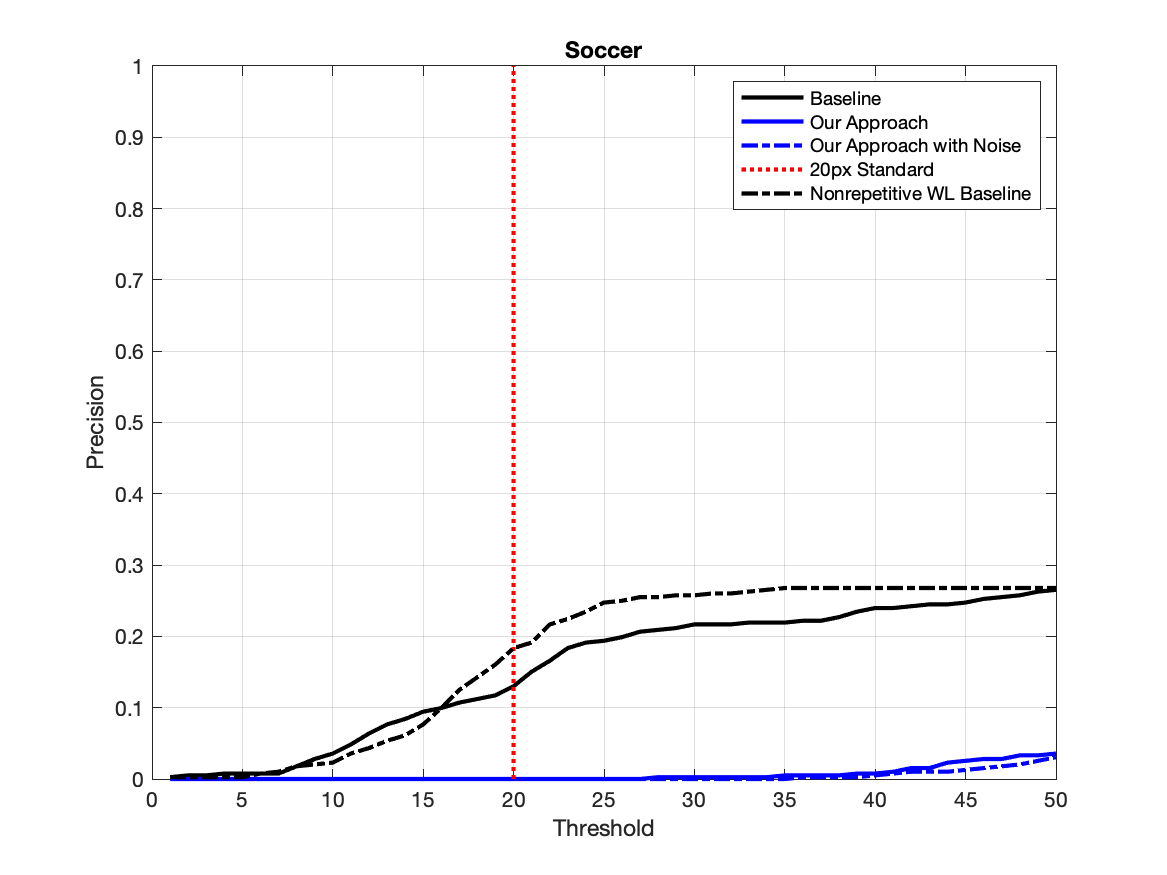 Soccer
1
0.9
0.8
0.7
0.6
0.5
0.4
0.3
0.2
0.1
0
Precision
Baseline
Our Approach
Our Approach with Noise
20px Standard
Nonrepetitive WL Baseline
0 5 10 15 20 25 30 35 40 45 50
Threshold